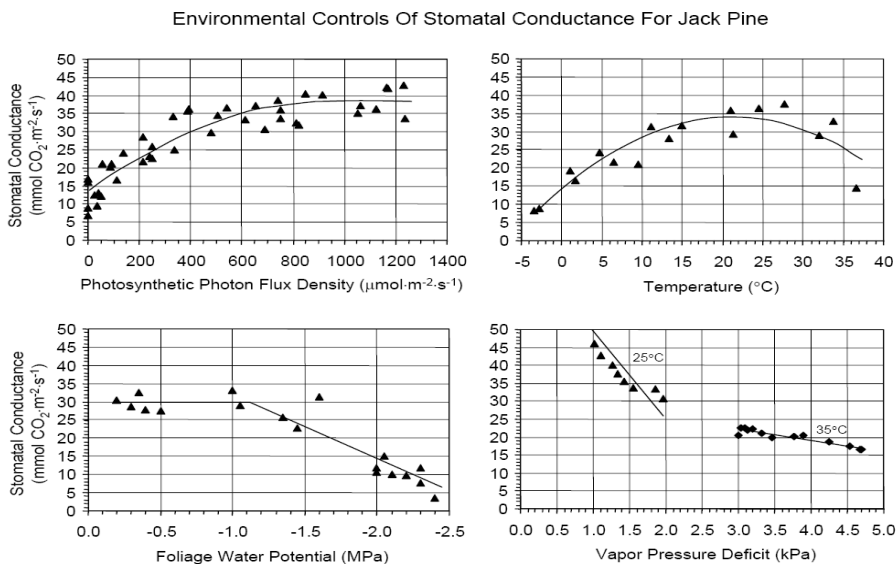 Environmental Controls Of Stomatal Conductance For Jack Pine
Stomatal Conductance
(mmol CO₂·m⁻²·s⁻¹)
50
45
40
35
30
25
20
15
10
5
0
0 200 400 600 800 1000 1200 1400
Photosynthetic Photon Flux Density (μmol·m⁻²·s⁻¹)
50
45
40
35
30
25
20
15
10
5
0
-5 0 5 10 15 20 25 30 35 40
Temperature (°C)
Stomatal Conductance
(mmol CO₂·m⁻²·s⁻¹)
50
45
40
35
30
25
20
15
10
5
0
0.0 -0.5 -1.0 -1.5 -2.0 -2.5
Foliage Water Potential (MPa)
50
45
40
35
30
25
20
15
10
5
0
25°C
35°C
0.0 0.5 1.0 1.5 2.0 2.5 3.0 3.5 4.0 4.5 5.0
Vapor Pressure Deficit (kPa)